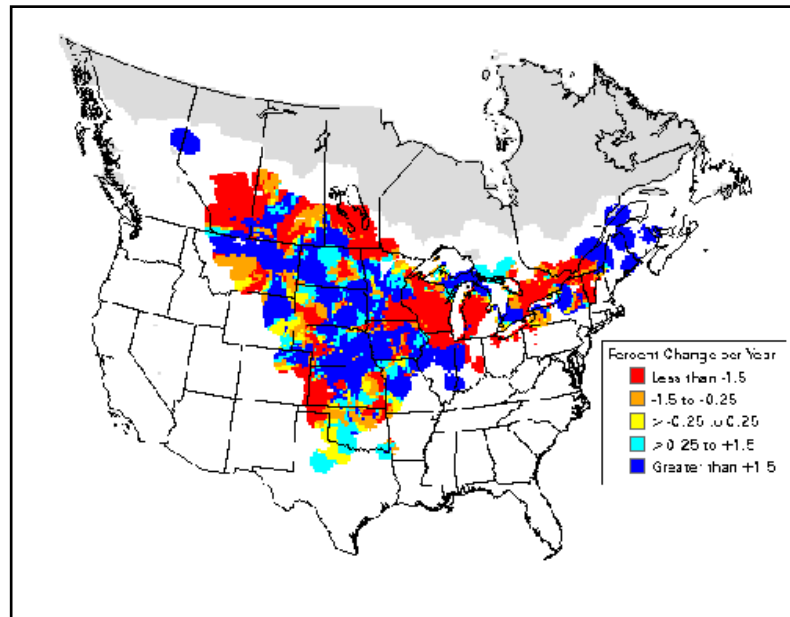 Percent Change per Year
Less than -1.5
-1.5 to -0.25
> -0.25 to 0.25
> 0.25 to +1.5
Greater than +1.5